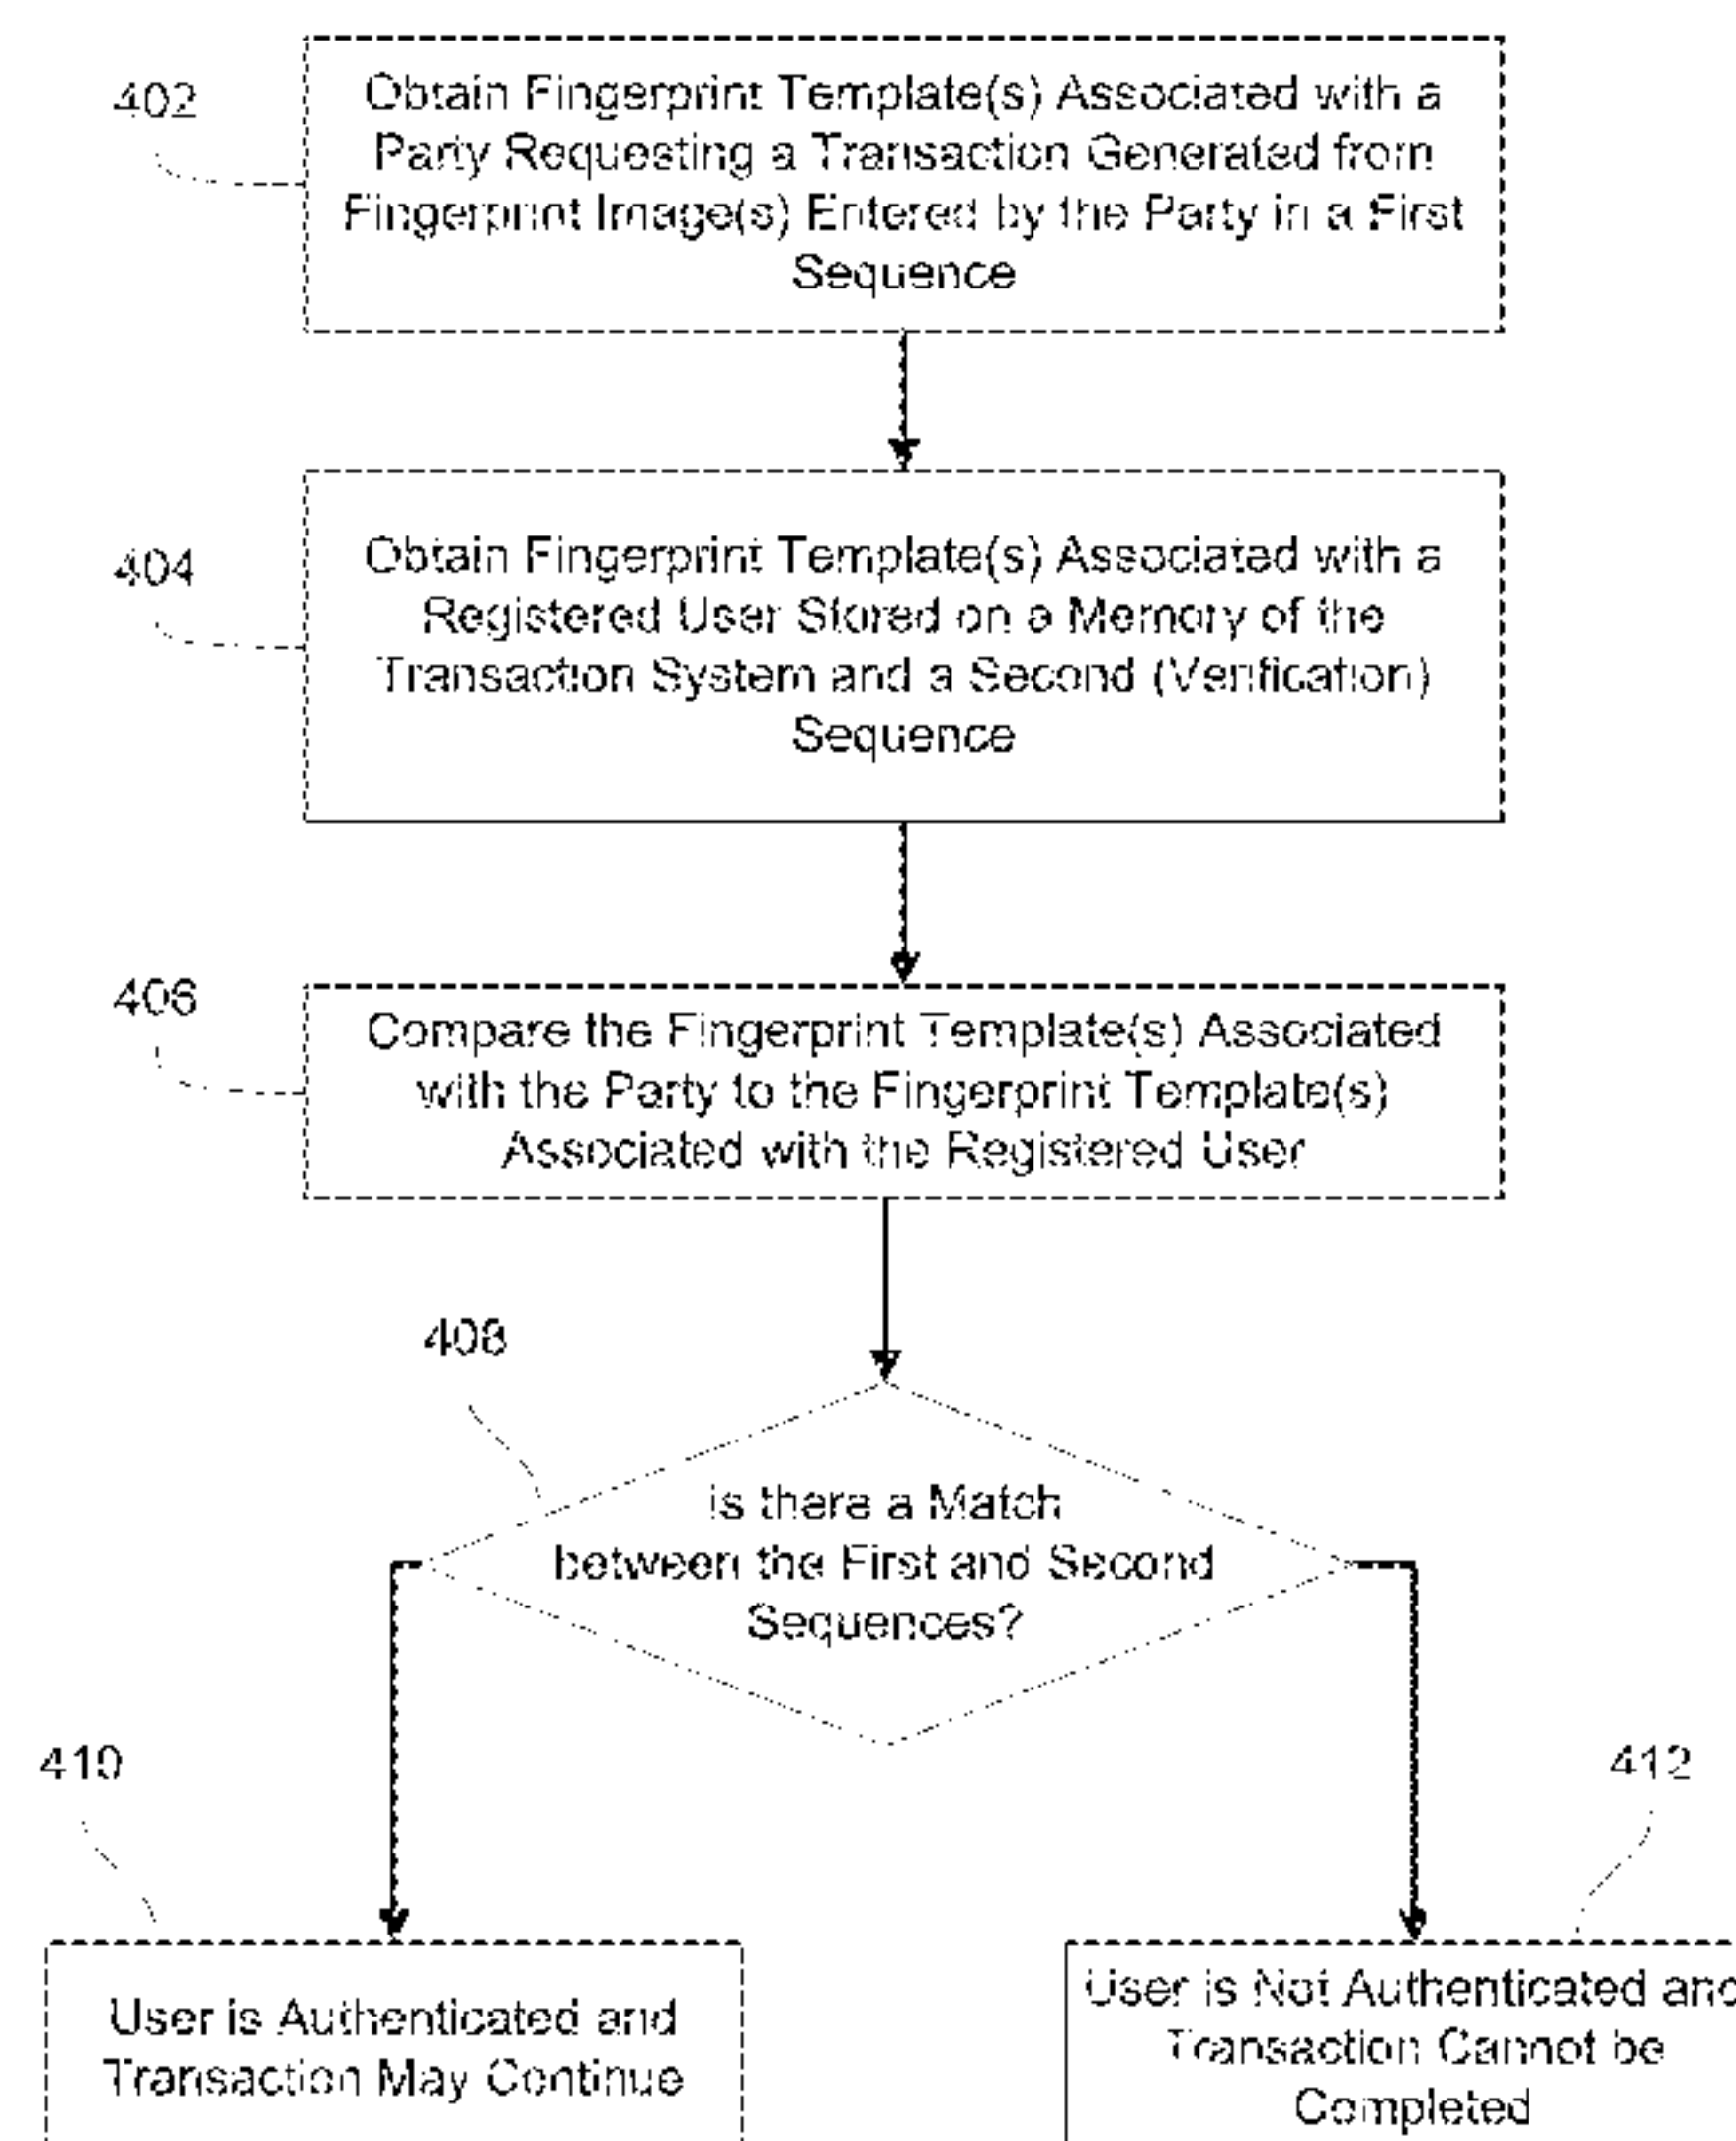 402
Obtain Fingerprint Template(s) Associated with a
Party Requesting a Transaction Generated from
Fingerprint Image(s) Entered by the Party in a First
Sequence
404
Obtain Fingerprint Template(s) Associated with a
Registered User Stored on a Memory of the
Transaction System and a Second (Verification)
Sequence
406
Compare the Fingerprint Template(s) Associated
with the Party to the Fingerprint Template(s)
Associated with the Registered User
408
is there a Match
between the First and Second
Sequences?
410
412
User is Authenticated and
Transaction May Continue
User is Not Authenticated and
Transaction Cannot be
Completed